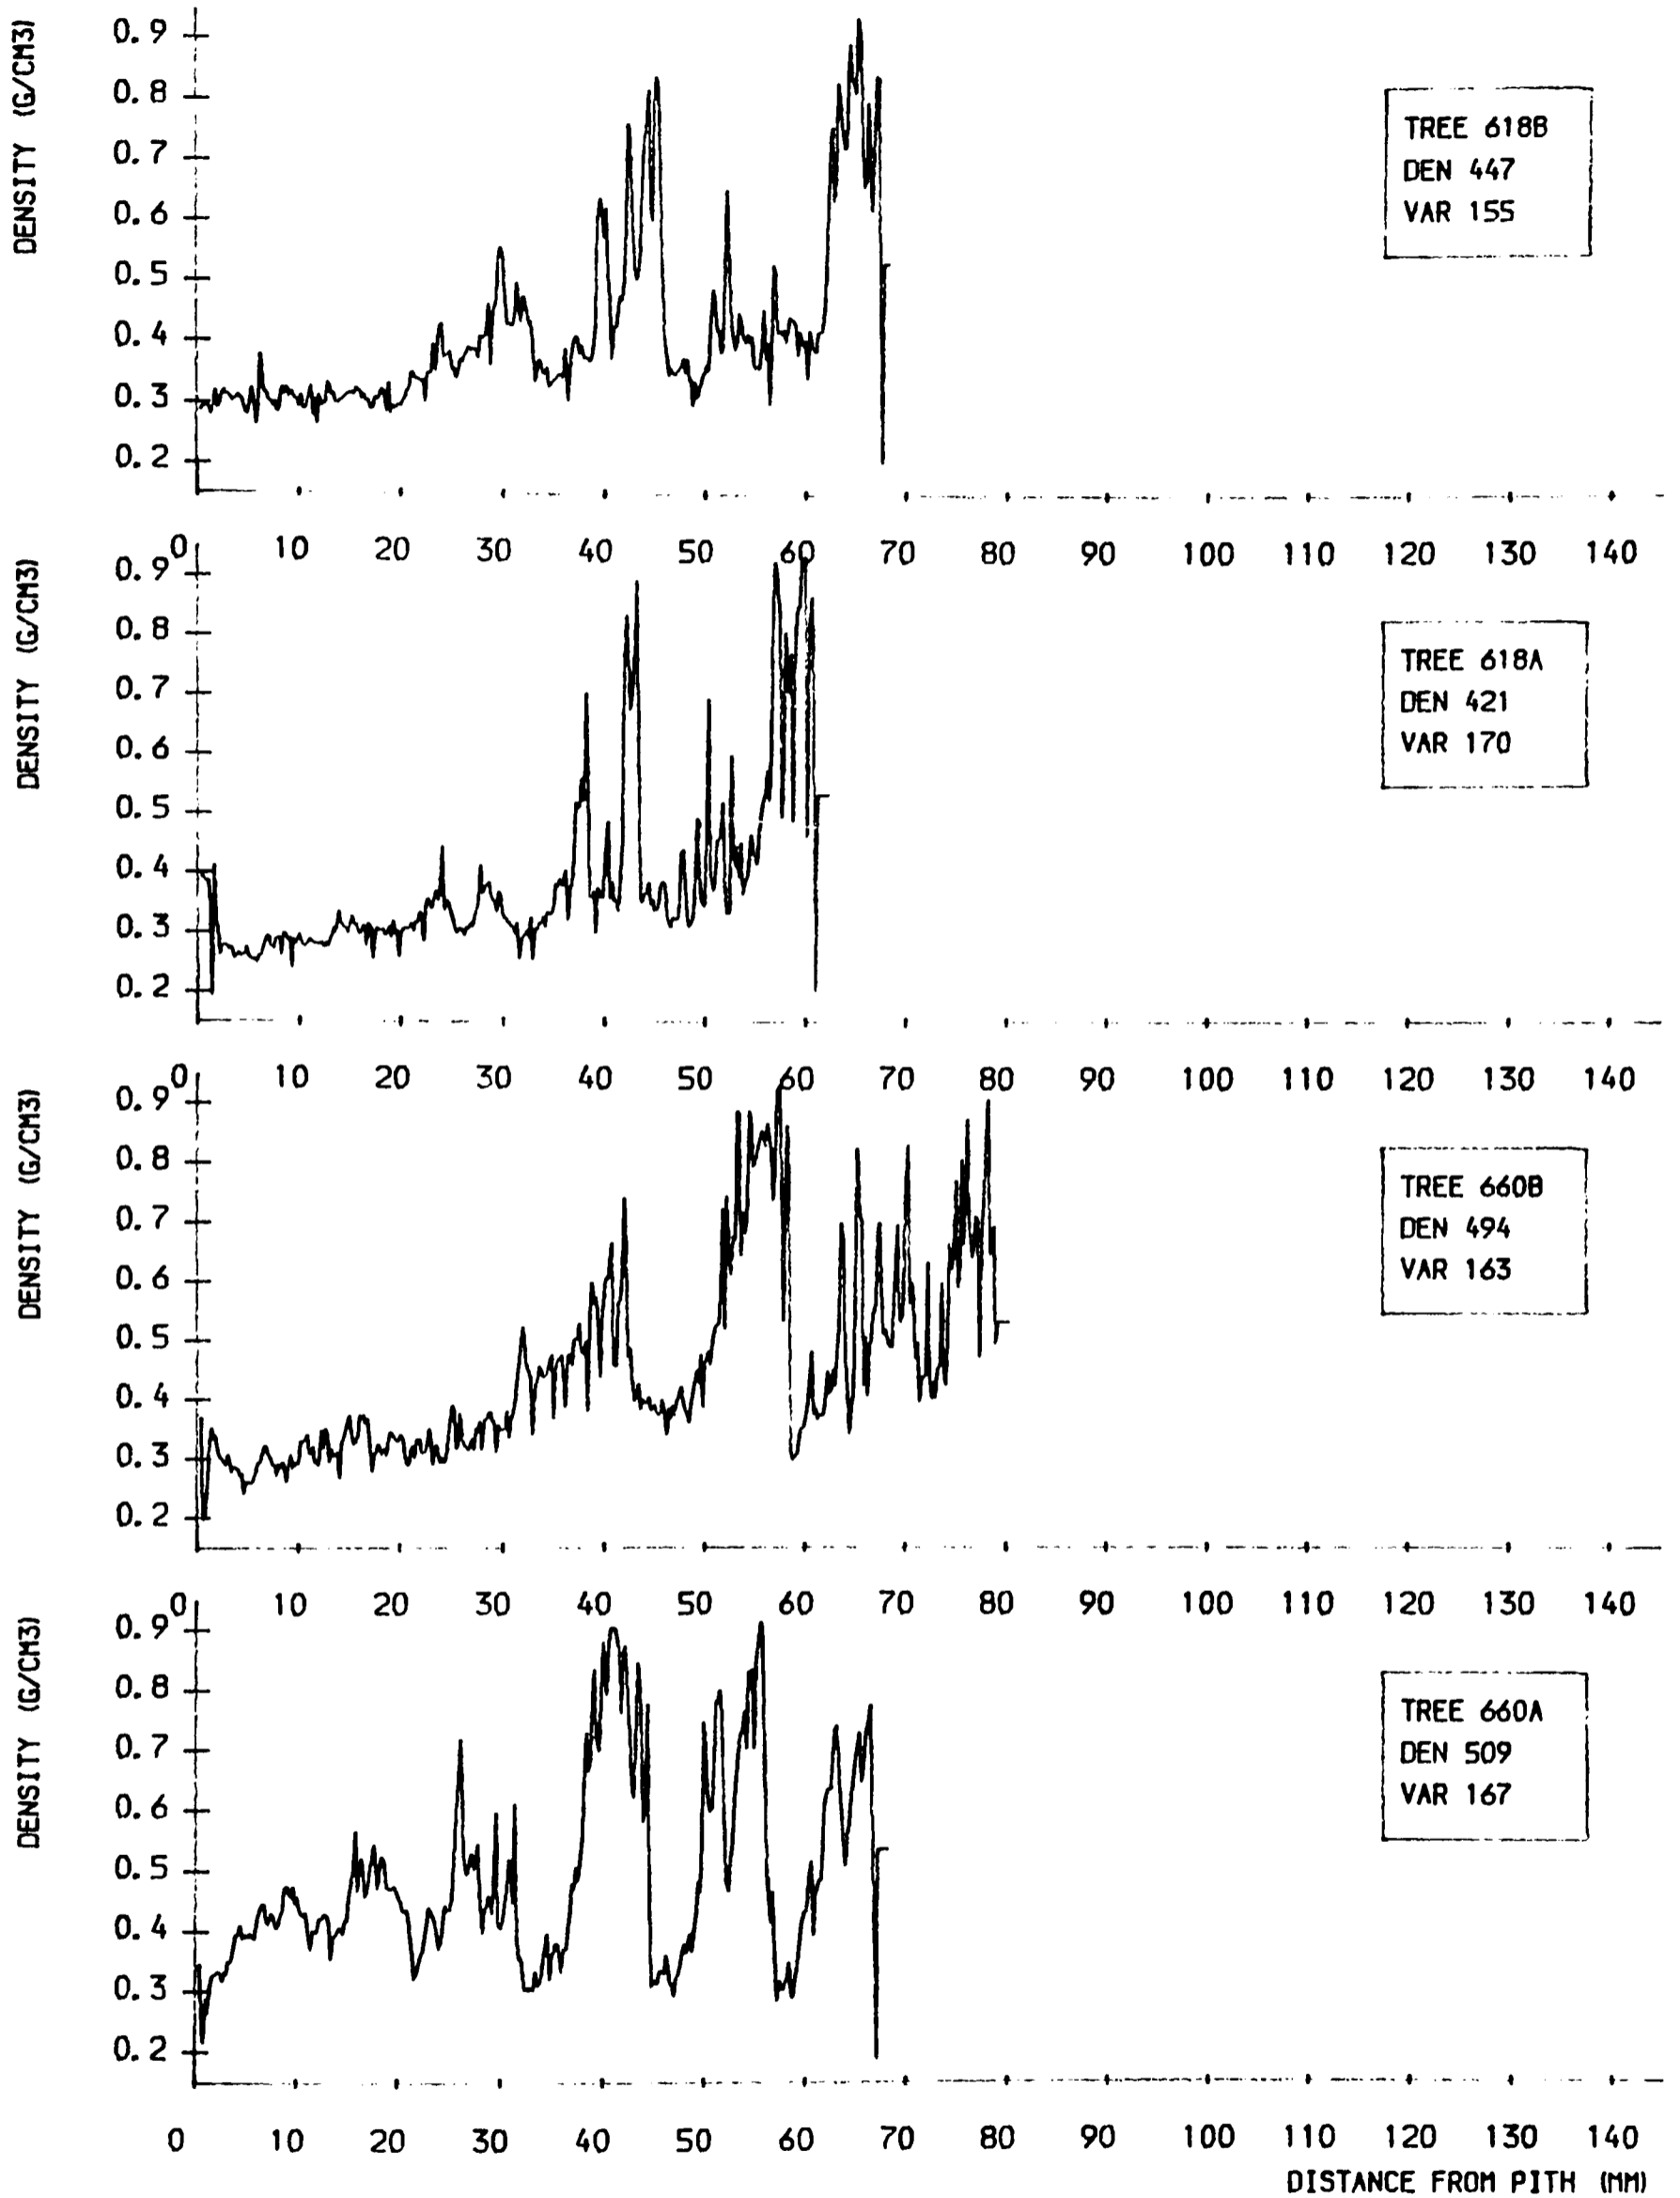 DENSITY (G/CM3)
0.9
0.8
0.7
0.6
0.5
0.4
0.3
0.2
TREE 618B
DEN 447
VAR 155
0 10 20 30 40 50 60 70 80 90 100 110 120 130 140
DENSITY (G/CM3)
0.9
0.8
0.7
0.6
0.5
0.4
0.3
0.2
TREE 618A
DEN 421
VAR 170
0 10 20 30 40 50 60 70 80 90 100 110 120 130 140
DENSITY (G/CM3)
0.9
0.8
0.7
0.6
0.5
0.4
0.3
0.2
TREE 660B
DEN 494
VAR 163
0 10 20 30 40 50 60 70 80 90 100 110 120 130 140
DENSITY (G/CM3)
0.9
0.8
0.7
0.6
0.5
0.4
0.3
0.2
TREE 660A
DEN 509
VAR 167
0 10 20 30 40 50 60 70 80 90 100 110 120 130 140
DISTANCE FROM PITH (MM)